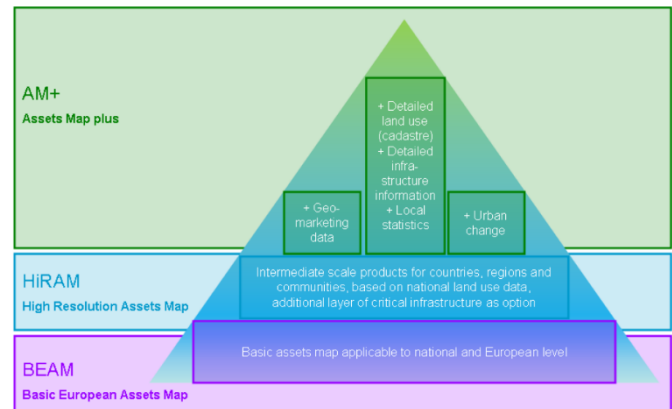 AM+
Assets Map plus
+ Detailed
land use
(cadastre)
+ Detailed
infra-
structure
information
+ Local
statistics
+ Geo-
marketing
data
+ Urban
change
HiRAM
High Resolution Assets Map
Intermediate scale products for countries, regions and
communities, based on national land use data,
additional layer of critical infrastructure as option
BEAM
Basic European Assets Map
Basic assets map applicable to national and European level